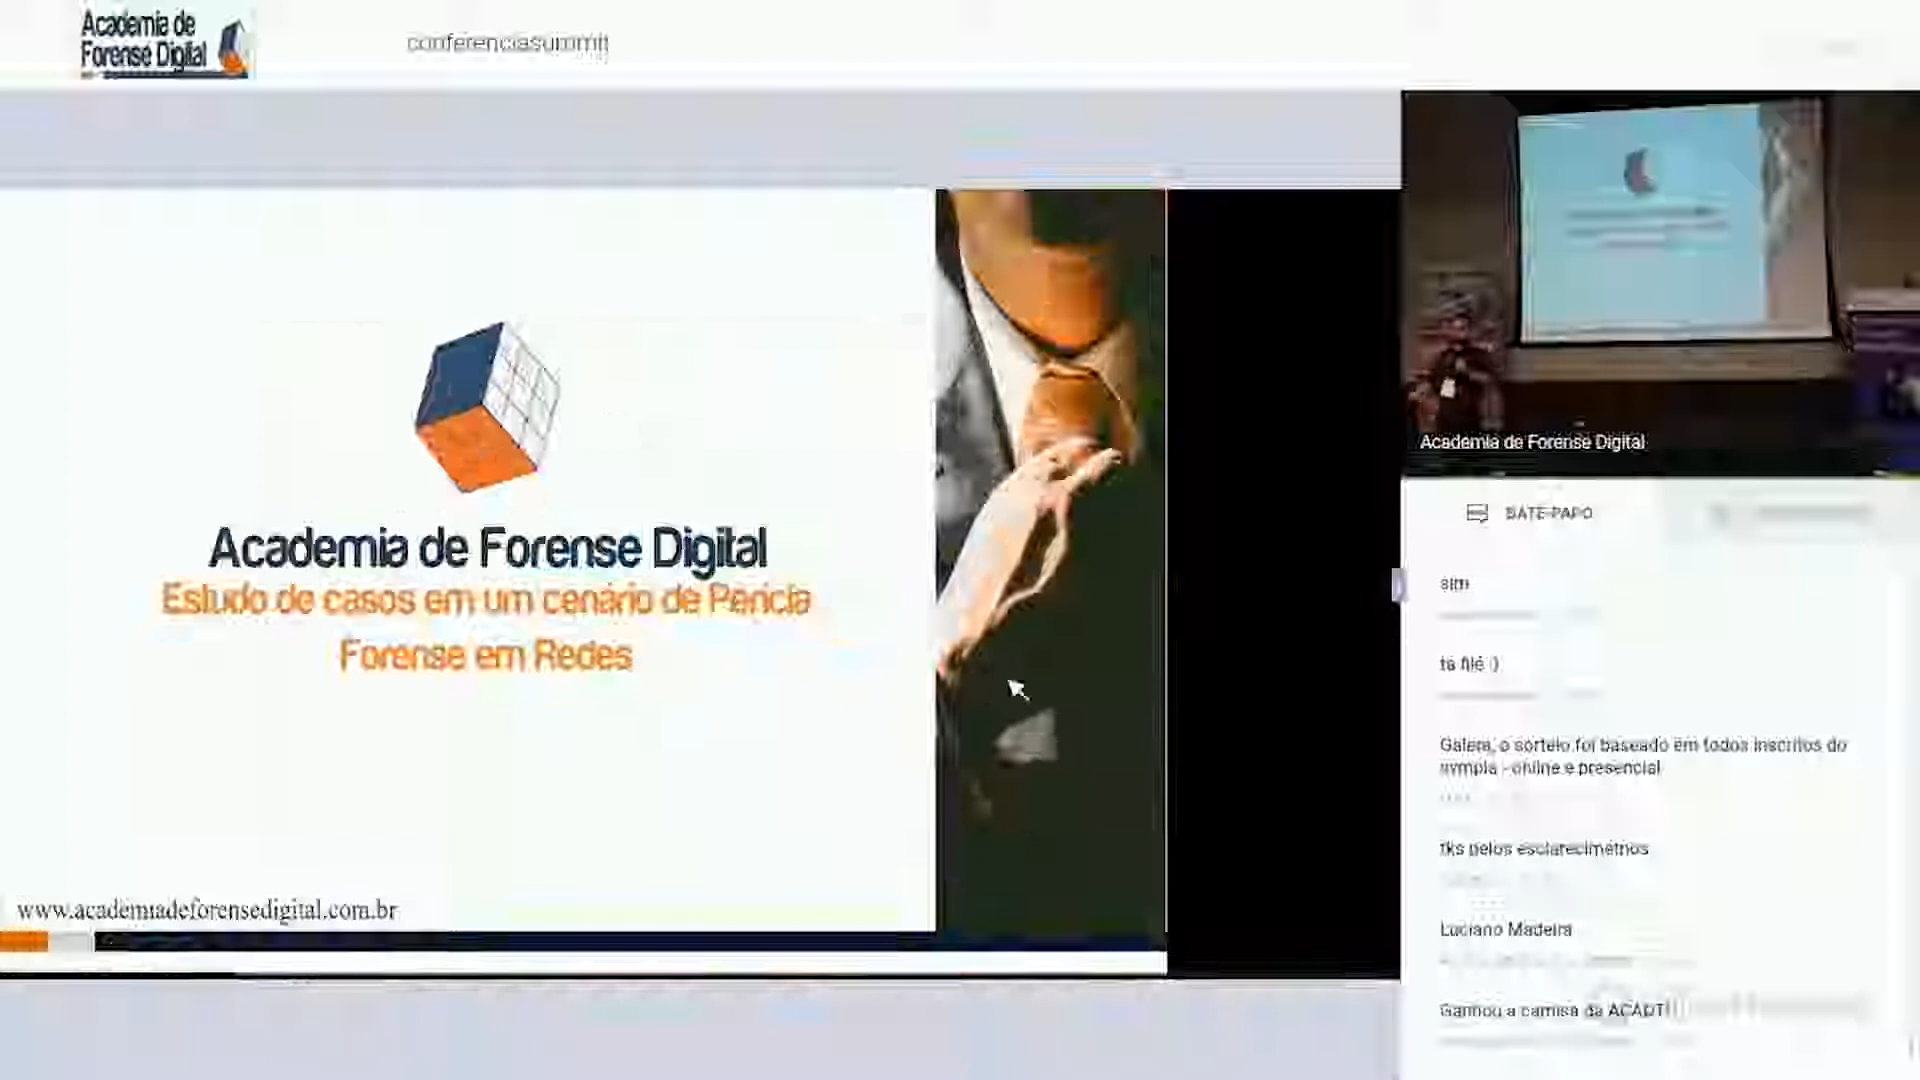 Academia de
Forense Digital
conferenciasummit
Academia de Forense Digital
Estudo de casos em um cenário de Perícia
Forense em Redes
www.academiadeforensedigital.com.br
Academia de Forense Digital
BATE-PAPO
sim
ta filé :)
Galera, o sorteio foi baseado em todos inscritos do
sympla - online e presencial
tks pelos esclarecimetnos
Luciano Madeira
Ganhou a camisa da ACADTI